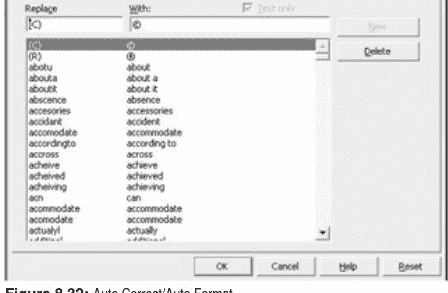 Replace With: Text only
(C) © New
(C) © Delete
(R) ®
abotu about
abouta about a
aboutit about it
abscence absence
accesories accessories
accidant accident
accomodate accommodate
accordingto according to
accross across
acheive achieve
acheived achieved
acheiving achieving
acn can
acommodate accommodate
acomodate accommodate
actualyl actually
additinal additional
OK Cancel Help Reset
Figure 8.32: Auto Correct/Auto Format